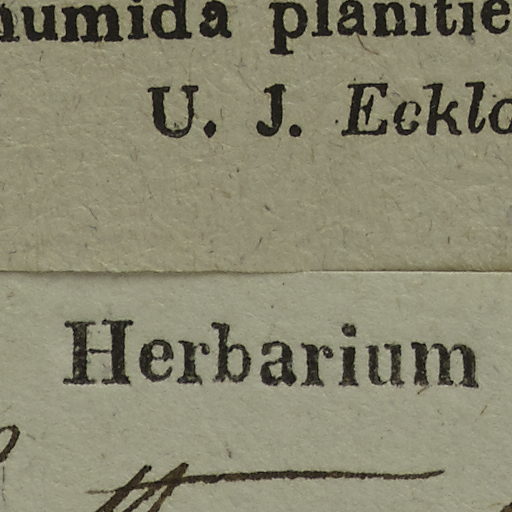 humida planitie
U. J. Ecklo
Herbarium